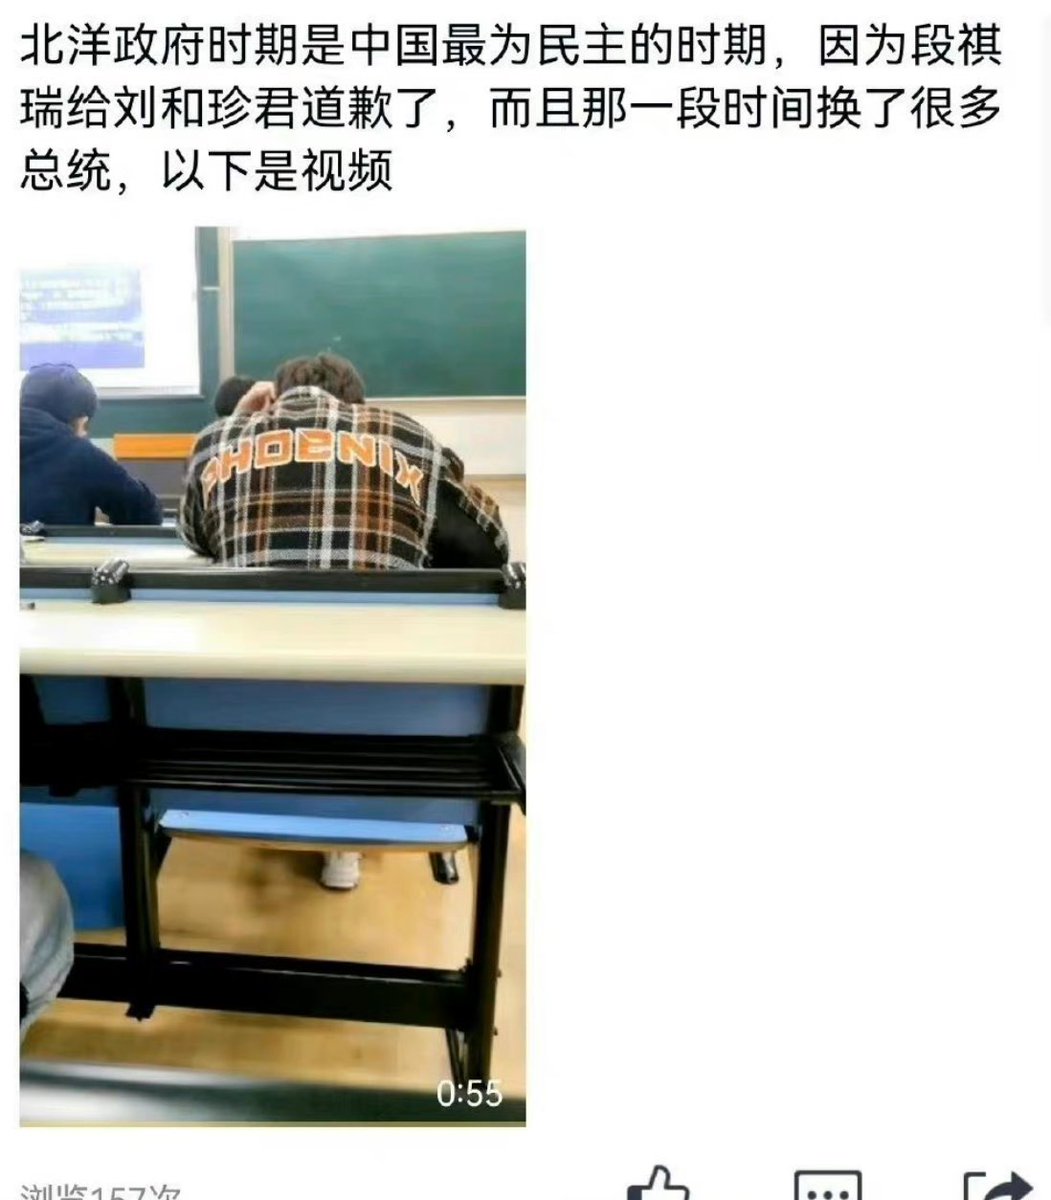 北洋政府时期是中国最为民主的时期，因为段祺
瑞给刘和珍君道歉了，而且那一段时间换了很多
总统，以下是视频
PHOENIX
0:55
浏览157次